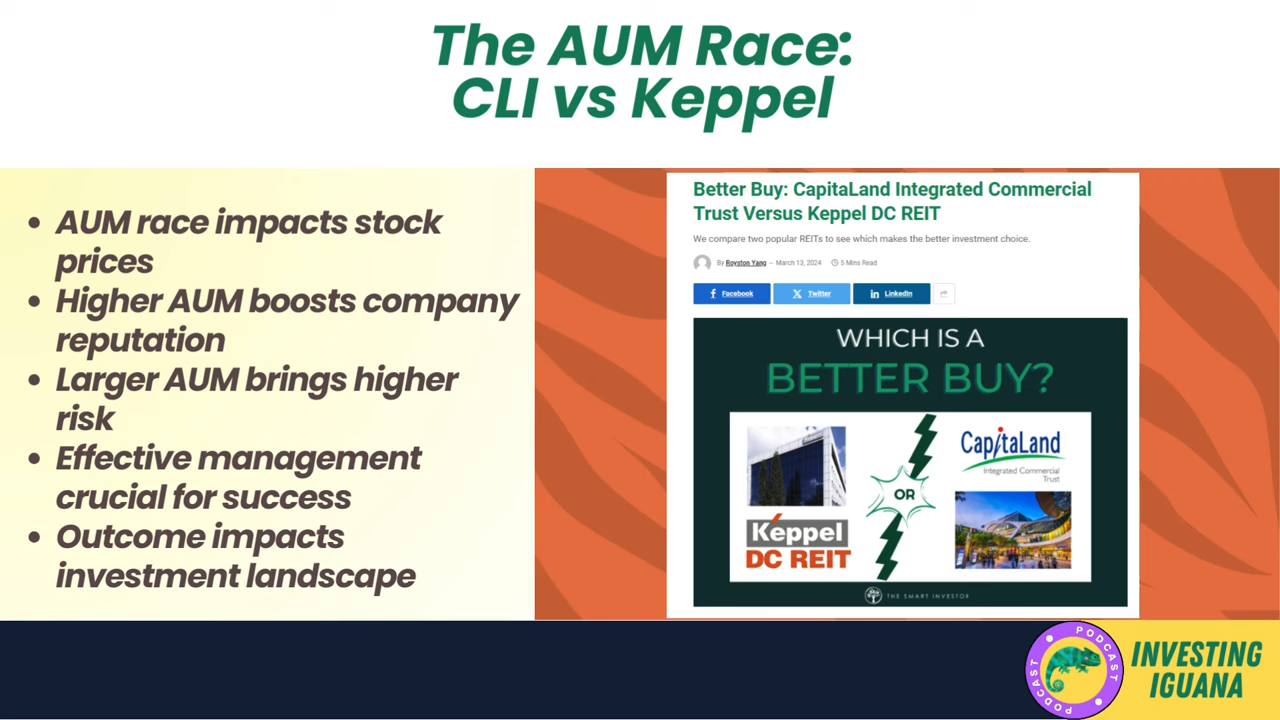 The AUM Race:
CLI vs Keppel
AUM race impacts stock
prices
Higher AUM boosts company
reputation
Larger AUM brings higher
risk
Effective management
crucial for success
Outcome impacts
investment landscape
Better Buy: CapitaLand Integrated Commercial
Trust Versus Keppel DC REIT
We compare two popular REITs to see which makes the better investment choice.
By Royston Yang — March 13, 2024 5 Mins Read
Facebook Twitter LinkedIn
WHICH IS A
BETTER BUY?
Keppel
DC REIT
OR
CapitaLand
Integrated Commercial
Trust
THE SMART INVESTOR
PODCAST
PODCAST
INVESTING
IGUANA